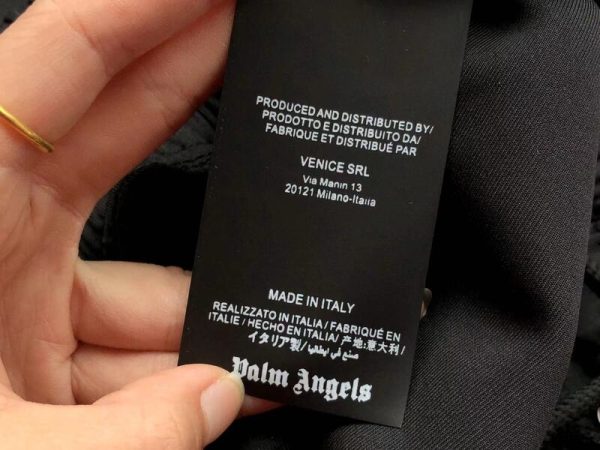 PRODUCED AND DISTRIBUTED BY/
PRODOTTO E DISTRIBUITO DA/
FABRIQUE ET DISTRIBUÉ PAR
VENICE SRL
Via Manin 13
20121 Milano-Italia
MADE IN ITALY
REALIZZATO IN ITALIA/ FABRIQUÉ EN
ITALIE / HECHO EN ITALIA/
イタリア製/ صنع في إيطاليا /产地:意大利/
Palm Angels